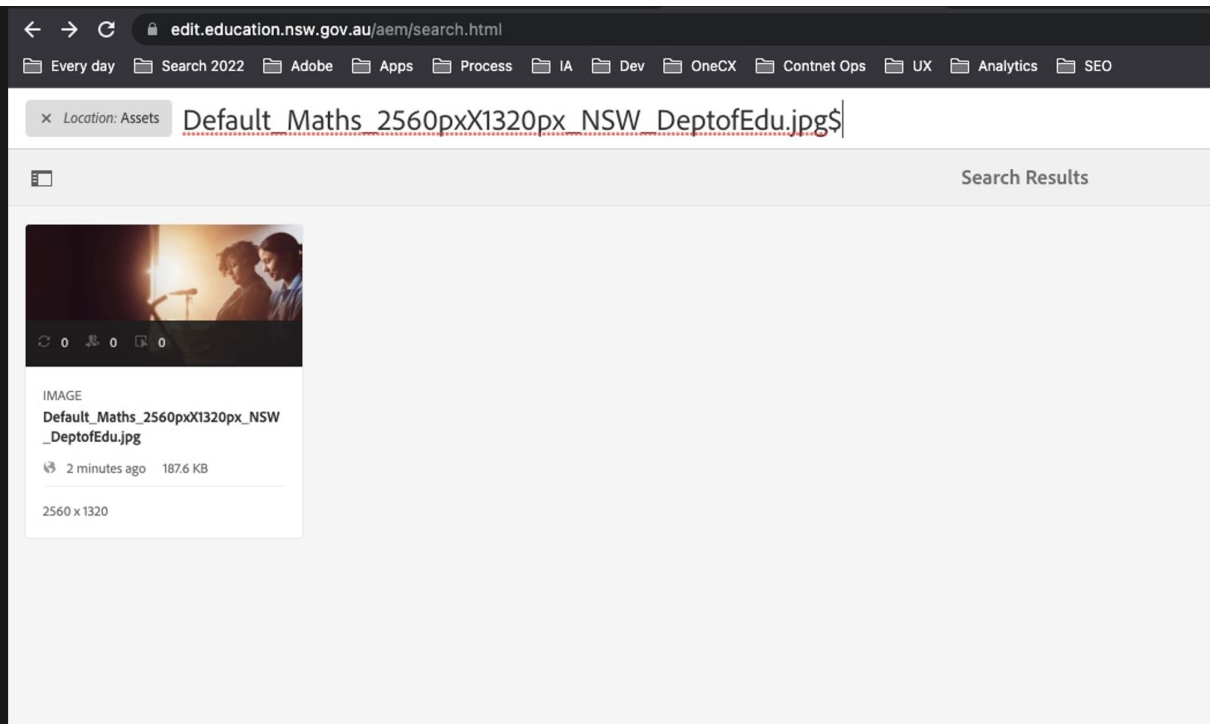 edit.education.nsw.gov.au/aem/search.html
Every day Search 2022 Adobe Apps Process IA Dev OneCX Contnet Ops UX Analytics SEO
× Location: Assets Default_Maths_2560pxX1320px_NSW_DeptofEdu.jpg$
Search Results
0 0 0
IMAGE
Default_Maths_2560pxX1320px_NSW
_DeptofEdu.jpg
2 minutes ago 187.6 KB
2560 x 1320